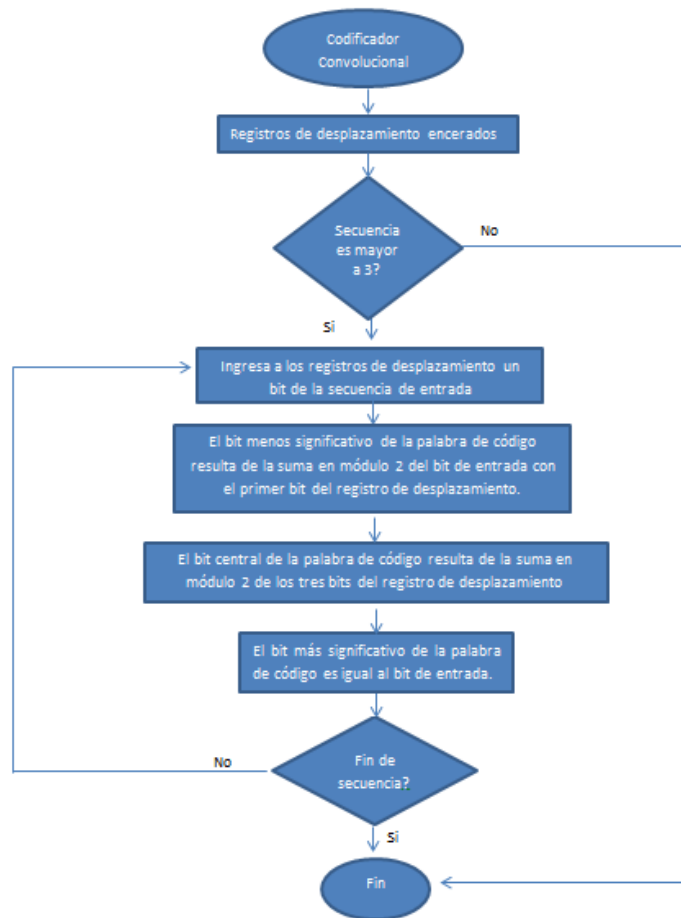 Codificador
Convolucional
Registros de desplazamiento encerados
Secuencia
es mayor
a 3?
No
Si
Ingresa a los registros de desplazamiento un
bit de la secuencia de entrada
El bit menos significativo de la palabra de código
resulta de la suma en módulo 2 del bit de entrada con
el primer bit del registro de desplazamiento.
El bit central de la palabra de código resulta de la suma en
módulo 2 de los tres bits del registro de desplazamiento
El bit más significativo de la palabra
de código es igual al bit de entrada.
No
Fin de
secuencia?
Si
Fin